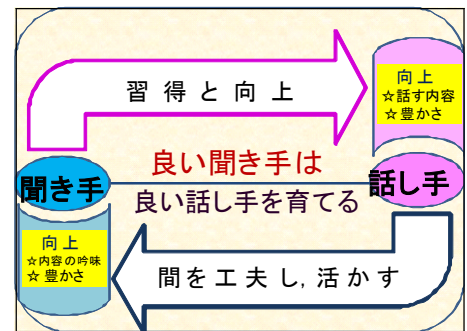 習得と向上
向上
☆話す内容
☆豊かさ
聞き手
良い聞き手は
良い話し手を育てる
話し手
向上
☆内容の吟味
☆豊かさ
間を工夫し,活かす